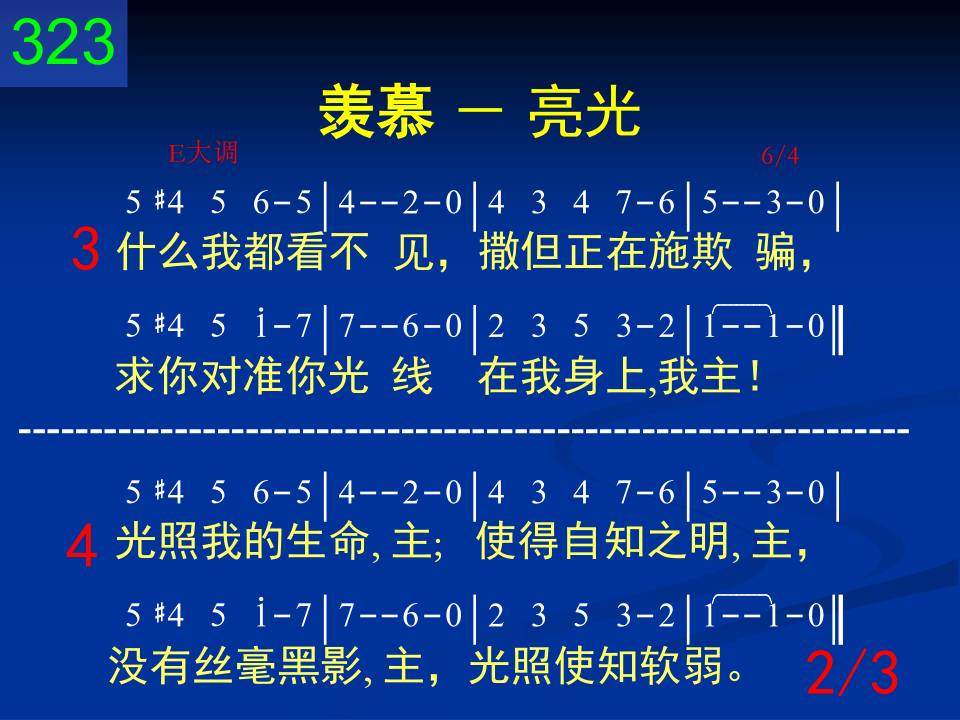 323
羡慕 － 亮光
E大调 6/4
5 #4 5 6-5|4--2-0|4 3 4 7-6|5--3-0|
3 什么我都看不 见，撒但正在施欺 骗，
5 #4 5 i-7|7--6-0|2 3 5 3-2|1--1-0‖
求你对准你光 线 在我身上,我主！
---------------------------------------------------------------
5 #4 5 6-5|4--2-0|4 3 4 7-6|5--3-0|
4 光照我的生命, 主; 使得自知之明, 主，
5 #4 5 i-7|7--6-0|2 3 5 3-2|1--1-0‖
没有丝毫黑影, 主，光照使知软弱。
2/3